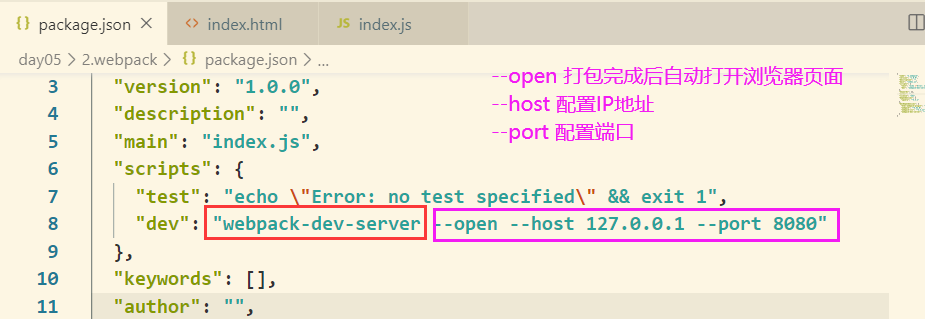 package.json
index.html
JS index.js
day05 > 2.webpack > package.json > ...
--open 打包完成后自动打开浏览器页面
--host 配置IP地址
--port 配置端口
3 "version": "1.0.0",
4 "description": "",
5 "main": "index.js",
6 "scripts": {
7 "test": "echo \"Error: no test specified\" && exit 1",
8 "dev": "webpack-dev-server --open --host 127.0.0.1 --port 8080"
9 },
10 "keywords": [],
11 "author": "",